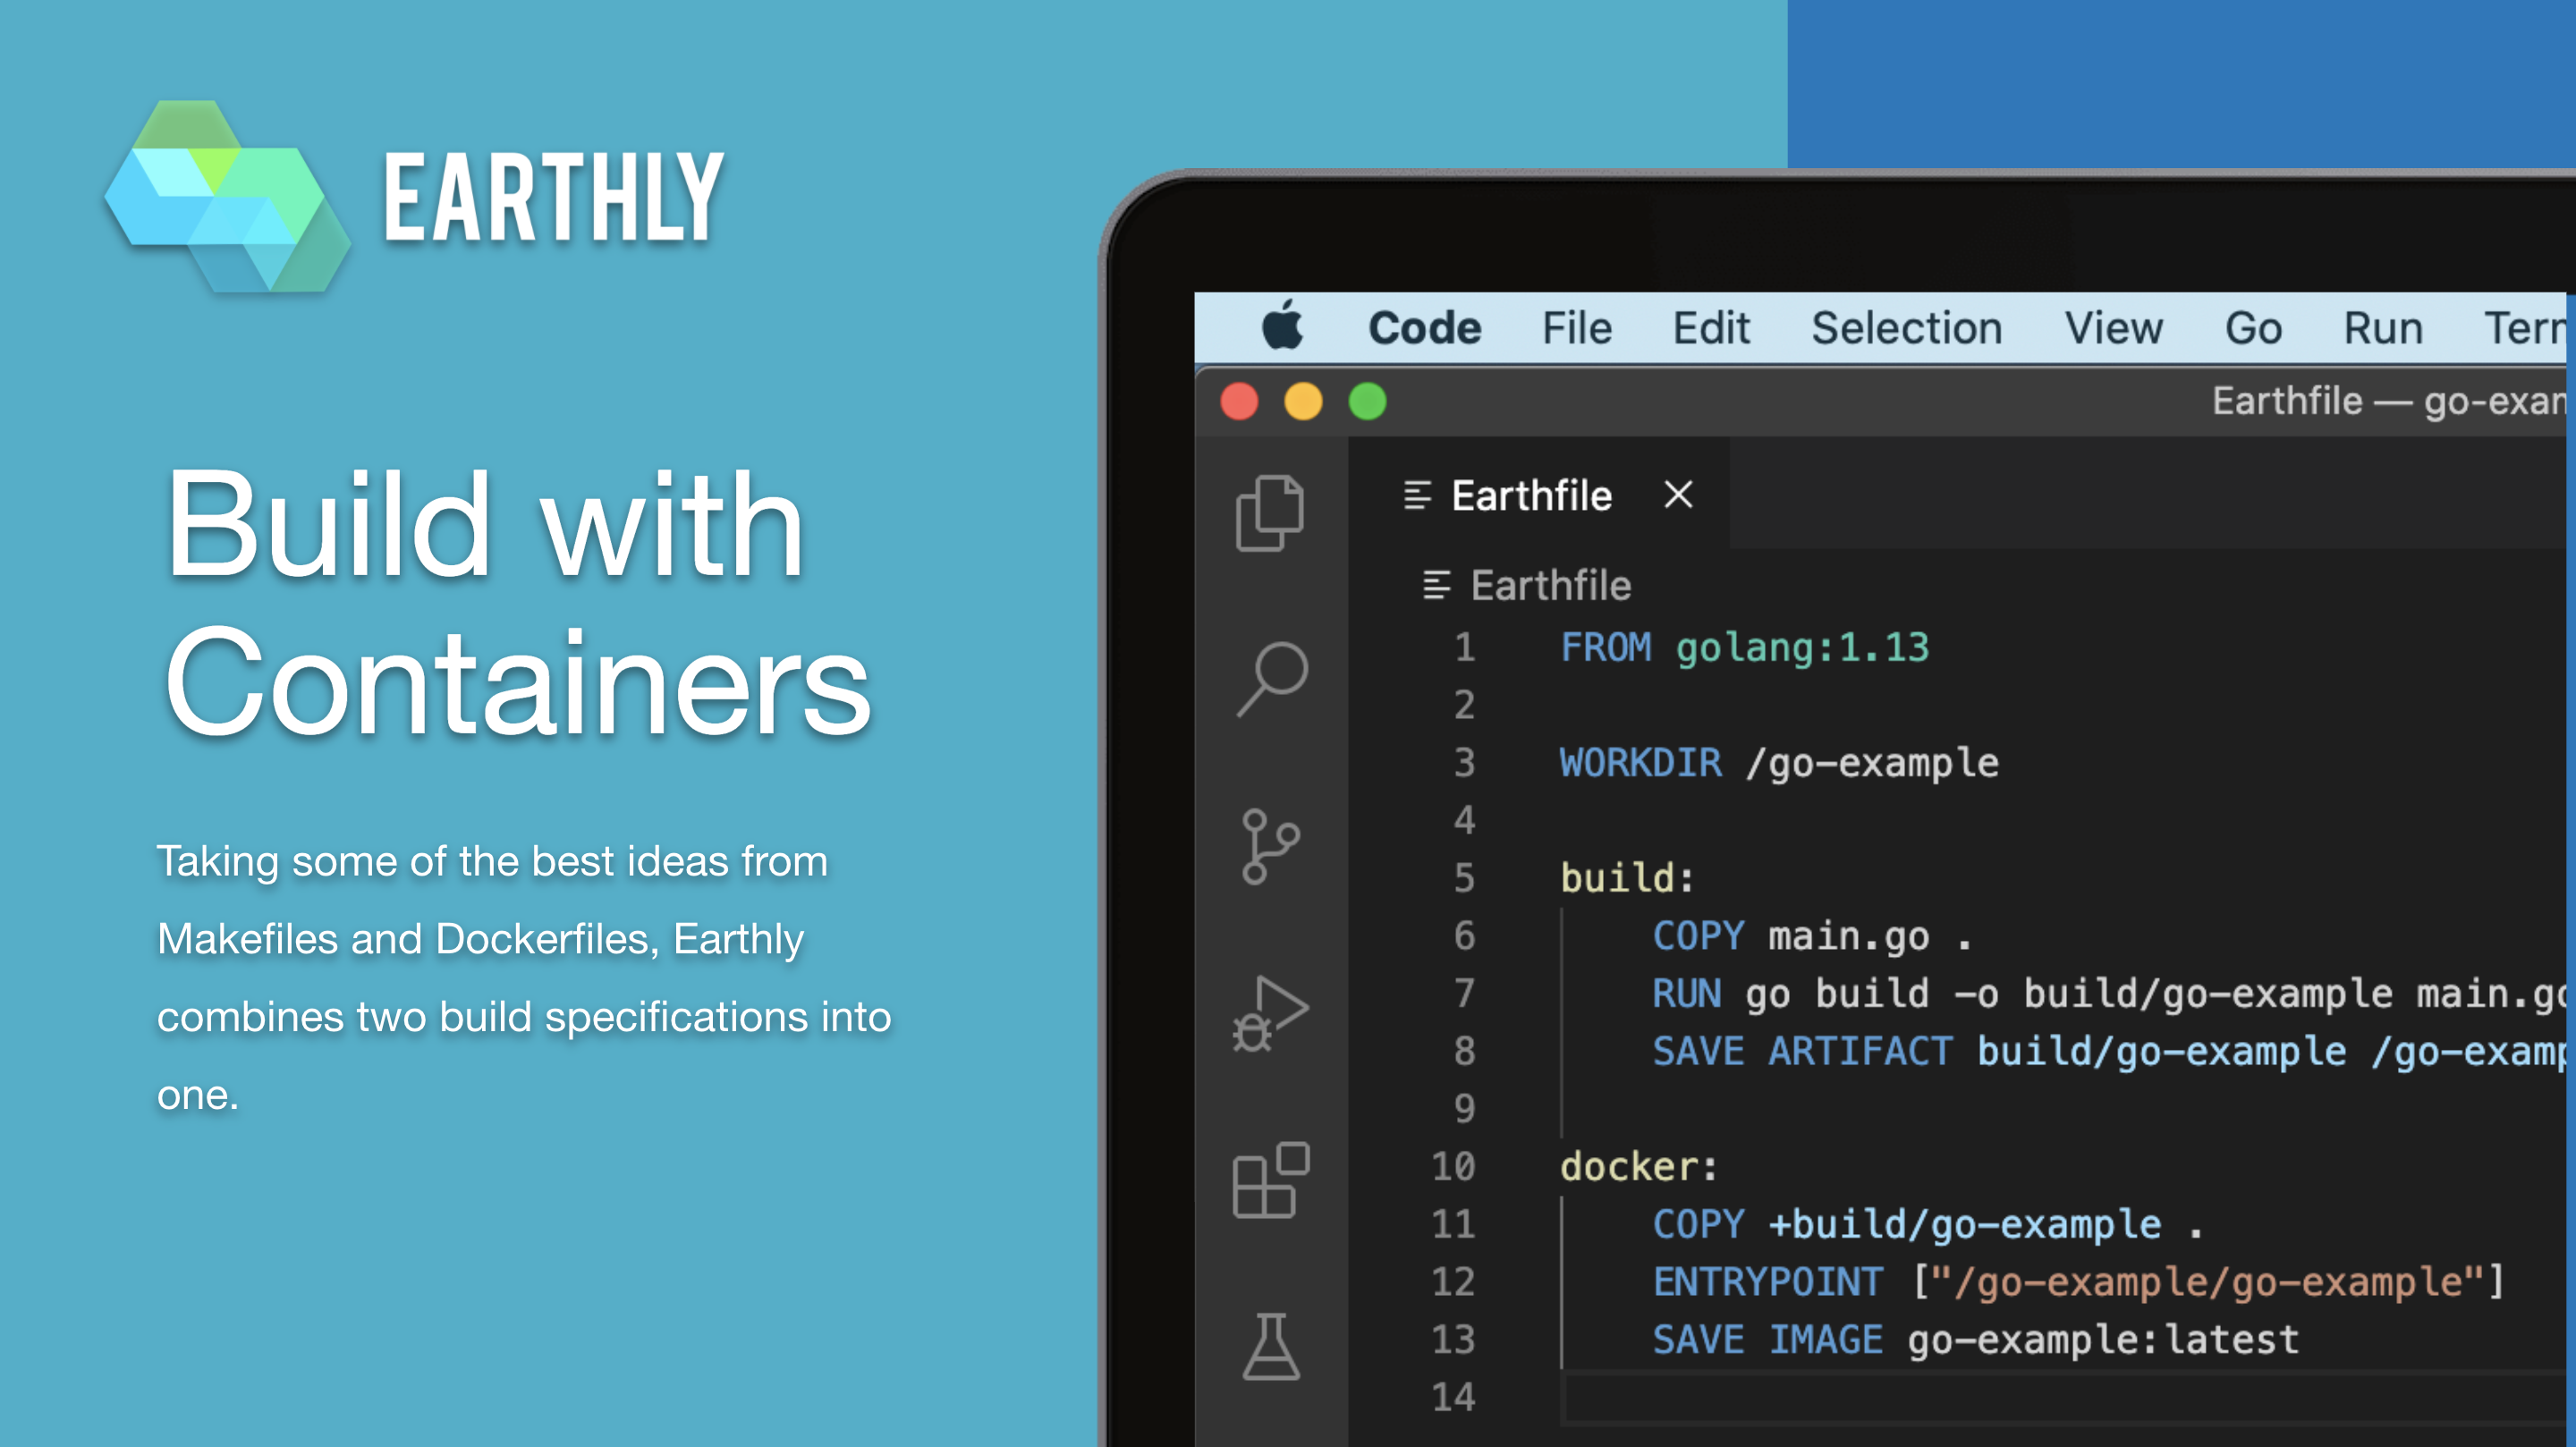 EARTHLY
Build with
Containers
Taking some of the best ideas from
Makefiles and Dockerfiles, Earthly
combines two build specifications into
one.
Code File Edit Selection View Go Run
Earthfile —
Earthfile
Earthfile
1 FROM golang:1.13
2
3 WORKDIR /go-example
4
5 build:
6 COPY main.go .
7 RUN go build -o build/go-example
8 SAVE ARTIFACT build/go-example
9
10 docker:
11 COPY +build/go-example .
12 ENTRYPOINT ["/go-example/go-example"]
13 SAVE IMAGE go-example:latest
14